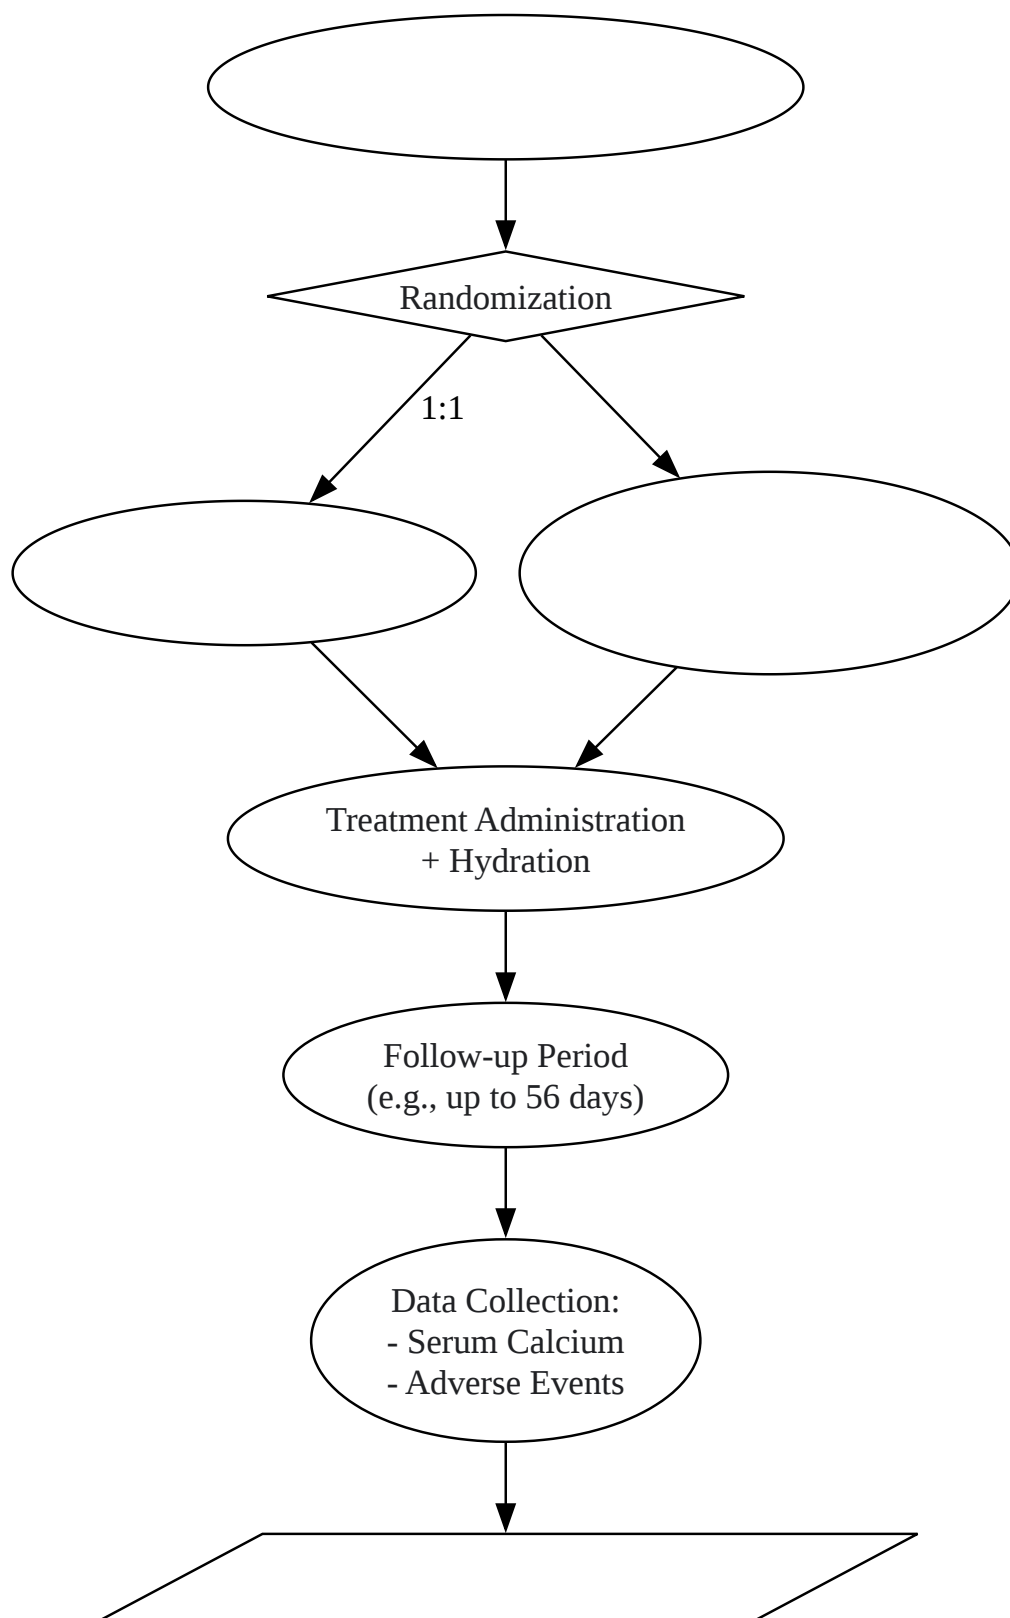 Randomization
1:1
Treatment Administration
+ Hydration
Follow-up Period
(e.g., up to 56 days)
Data Collection:
- Serum Calcium
- Adverse Events